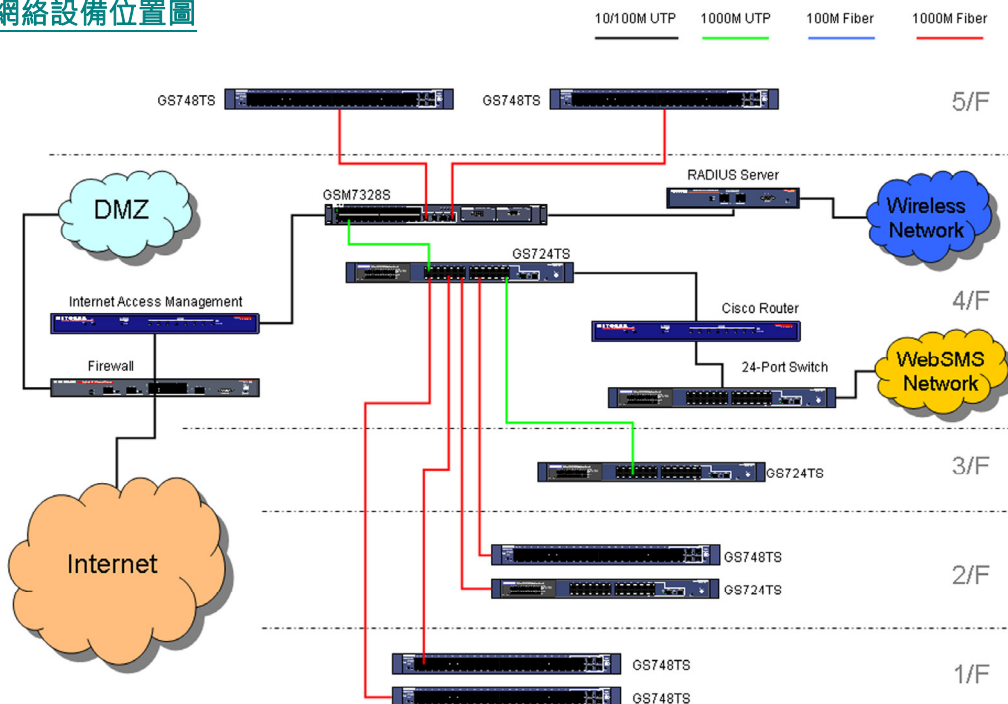 網絡設備位置圖
10/100M UTP
1000M UTP
100M Fiber
1000M Fiber
GS748TS
GS748TS
5/F
DMZ
GSM7328S
RADIUS Server
Wireless
Network
GS724TS
4/F
Internet Access Management
Cisco Router
Firewall
24-Port Switch
WebSMS
Network
3/F
GS724TS
Internet
GS748TS
2/F
GS724TS
GS748TS
1/F
GS748TS